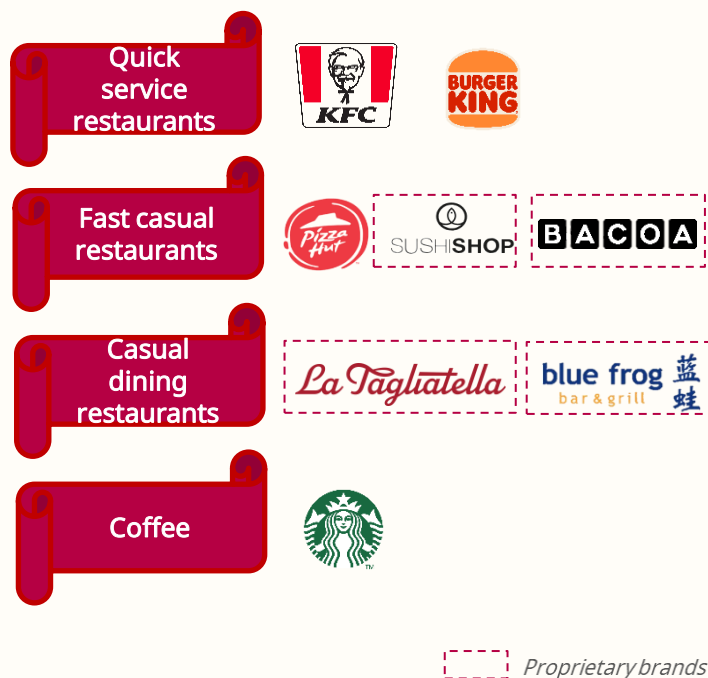 Quick
service
restaurants
KFC
BURGER
KING
Fast casual
restaurants
Pizza
Hut
SUSHISHOP
BACOA
Casual
dining
restaurants
La Tagliatella
blue frog
bar & grill
蓝
蛙
Coffee
TM
Proprietary brands